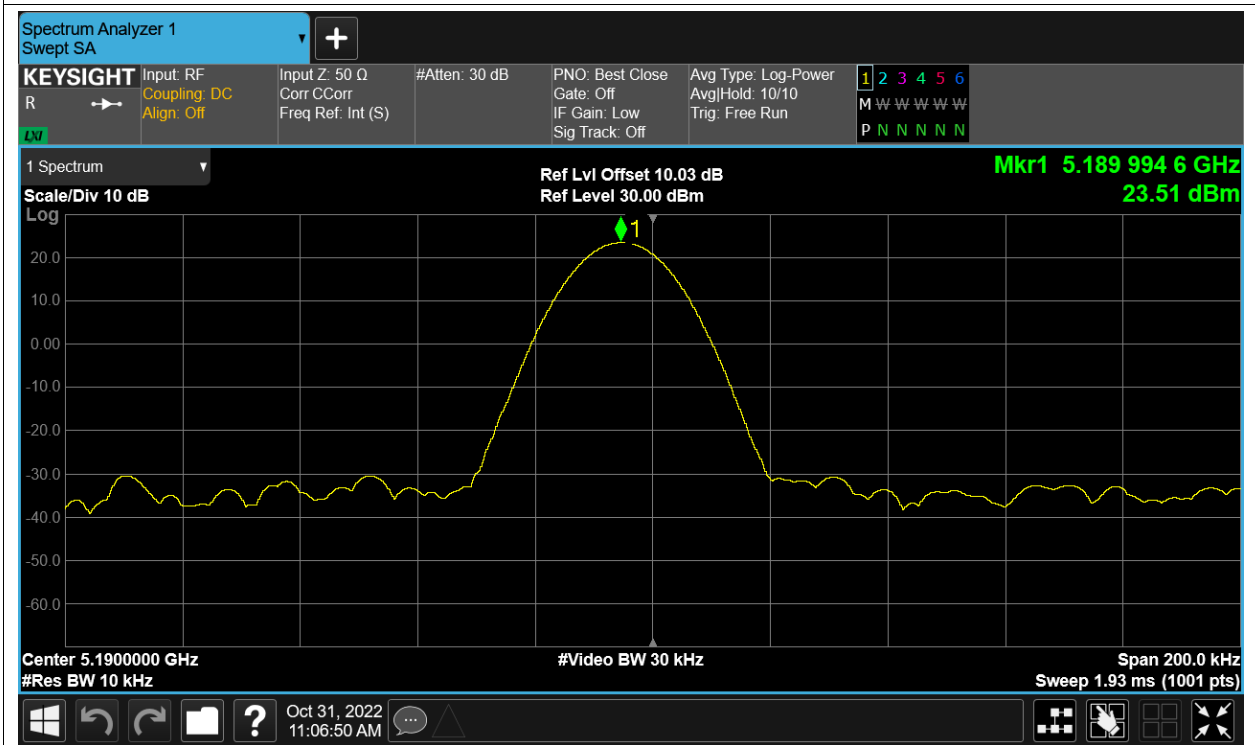 Spectrum Analyzer 1
Swept SA
KEYSIGHT
R
LXI
Input: RF
Coupling: DC
Align: Off
Input Z: 50 Ω
Corr CCorr
Freq Ref: Int (S)
#Atten: 30 dB
PNO: Best Close
Gate: Off
IF Gain: Low
Sig Track: Off
Avg Type: Log-Power
Avg|Hold: 10/10
Trig: Free Run
1 2 3 4 5 6
M W W W W W
P N N N N N
1 Spectrum
Scale/Div 10 dB
Log
Ref Lvl Offset 10.03 dB
Ref Level 30.00 dBm
Mkr1 5.189 994 6 GHz
23.51 dBm
1
20.0
10.0
0.00
-10.0
-20.0
-30.0
-40.0
-50.0
-60.0
Center 5.1900000 GHz
#Res BW 10 kHz
#Video BW 30 kHz
Span 200.0 kHz
Sweep 1.93 ms (1001 pts)
?
Oct 31, 2022
11:06:50 AM